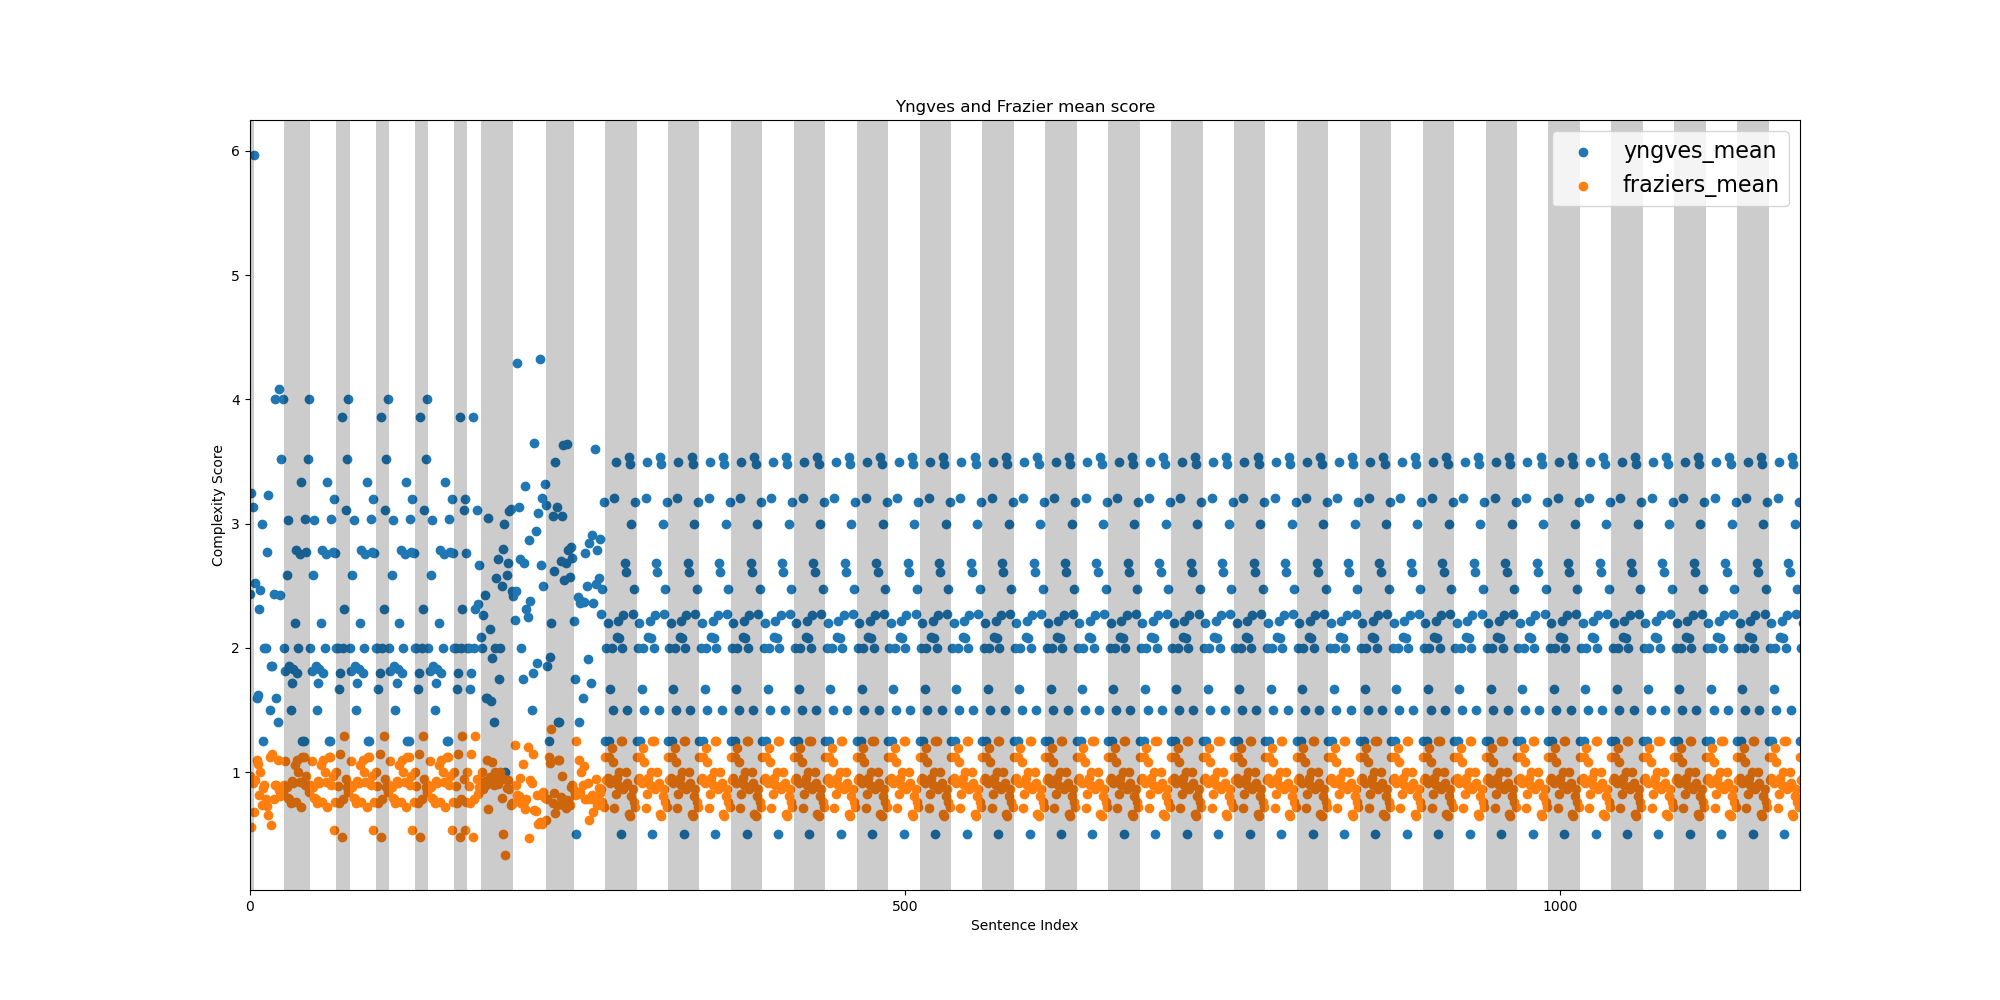 Yngves and Frazier mean score
yngves_mean
fraziers_mean
6
5
4
3
2
1
Complexity Score
0
500
1000
Sentence Index